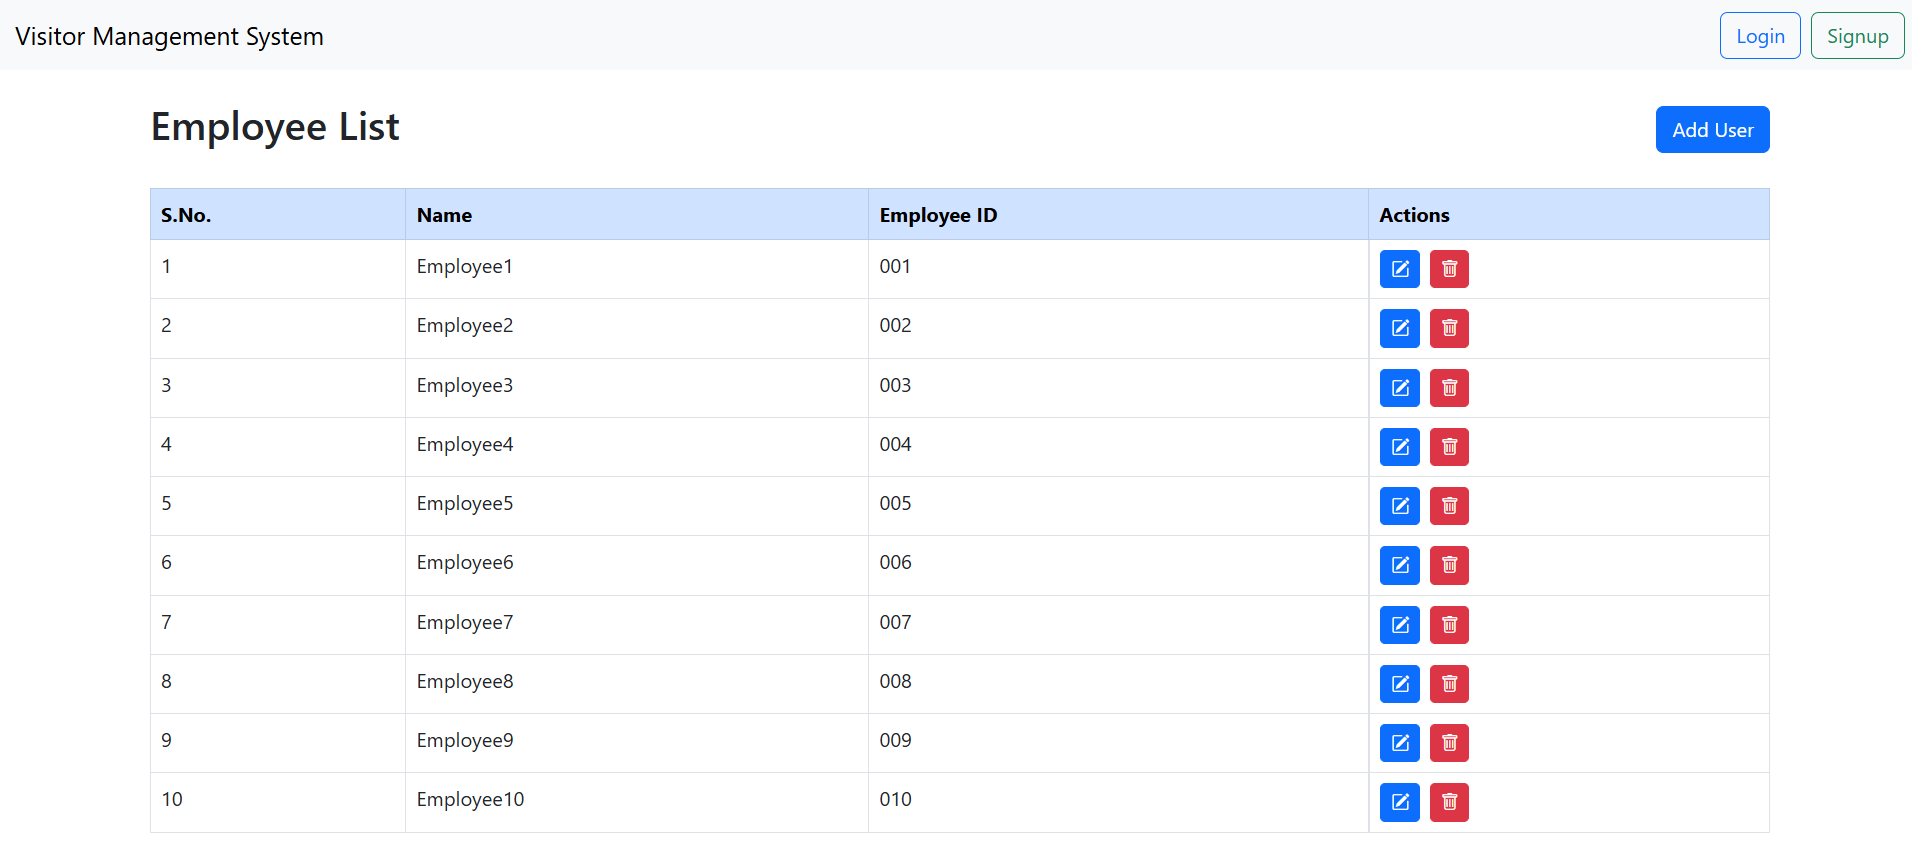 Visitor Management System Login Signup
Employee List Add User
S.No. Name Employee ID Actions
1 Employee1 001
2 Employee2 002
3 Employee3 003
4 Employee4 004
5 Employee5 005
6 Employee6 006
7 Employee7 007
8 Employee8 008
9 Employee9 009
10 Employee10 010